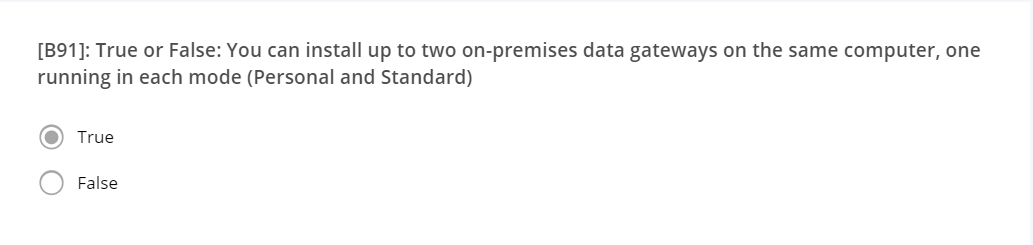 [B91]: True or False: You can install up to two on-premises data gateways on the same computer, one
running in each mode (Personal and Standard)
True
False